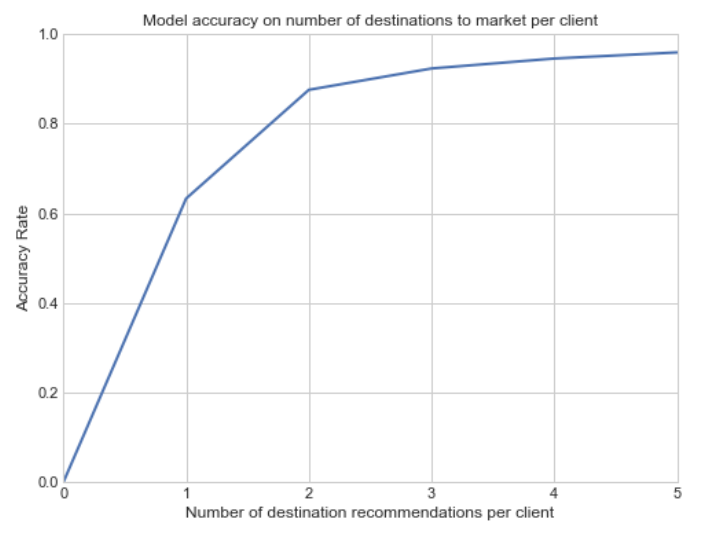 Model accuracy on number of destinations to market per client
1.0
0.8
0.6
0.4
0.2
0.0
Accuracy Rate
0 1 2 3 4 5
Number of destination recommendations per client